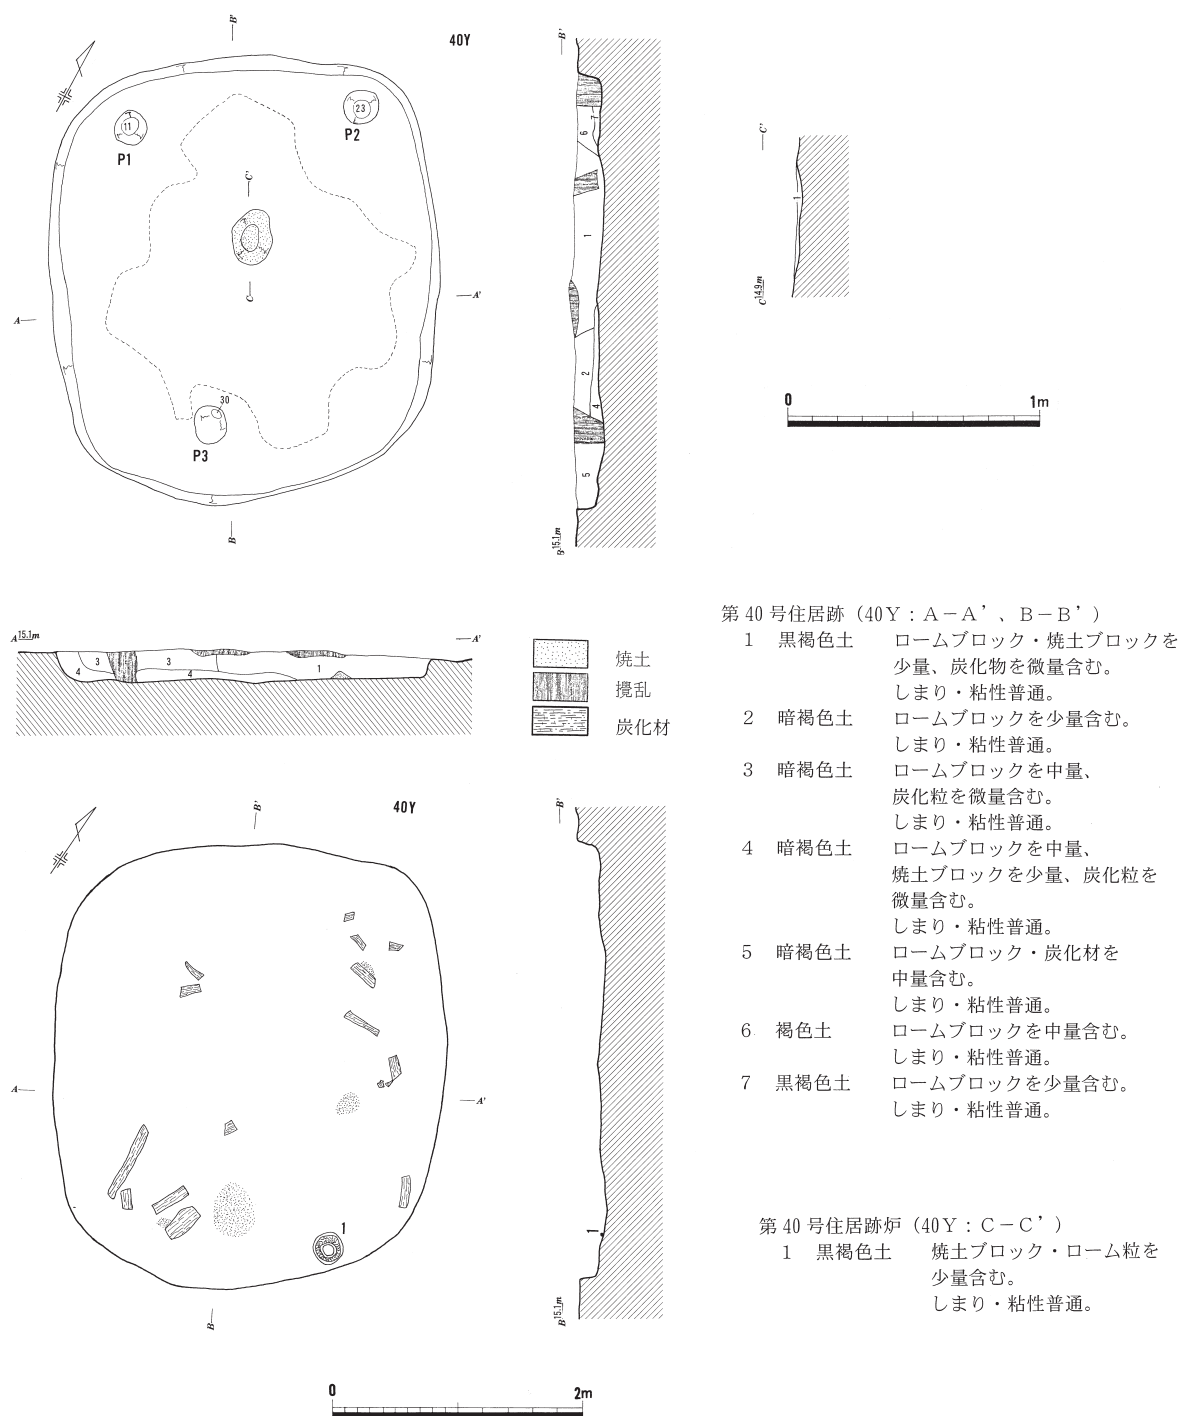 40Y
B'
P1
11
P2
23
C'
C
A
A'
P3
30
B
B'
7
6
1
2
4
5
B 15.1m
C'
1
C 14.9m
0 1m
A 15.1m A'
3 3 1
4 4
焼土
攪乱
炭化材
第40号住居跡（40Y：A－A’、B－B’）
1 黒褐色土 ロームブロック・焼土ブロックを
少量、炭化物を微量含む。
しまり・粘性普通。
2 暗褐色土 ロームブロックを少量含む。
しまり・粘性普通。
3 暗褐色土 ロームブロックを中量、
炭化粒を微量含む。
しまり・粘性普通。
4 暗褐色土 ロームブロックを中量、
焼土ブロックを少量、炭化粒を
微量含む。
しまり・粘性普通。
5 暗褐色土 ロームブロック・炭化材を
中量含む。
しまり・粘性普通。
6 褐色土 ロームブロックを中量含む。
しまり・粘性普通。
7 黒褐色土 ロームブロックを少量含む。
しまり・粘性普通。
40Y
B'
A
A'
1
B
B'
1
B 15.1m
第40号住居跡炉（40Y：C－C’）
1 黒褐色土 焼土ブロック・ローム粒を
少量含む。
しまり・粘性普通。
0 2m